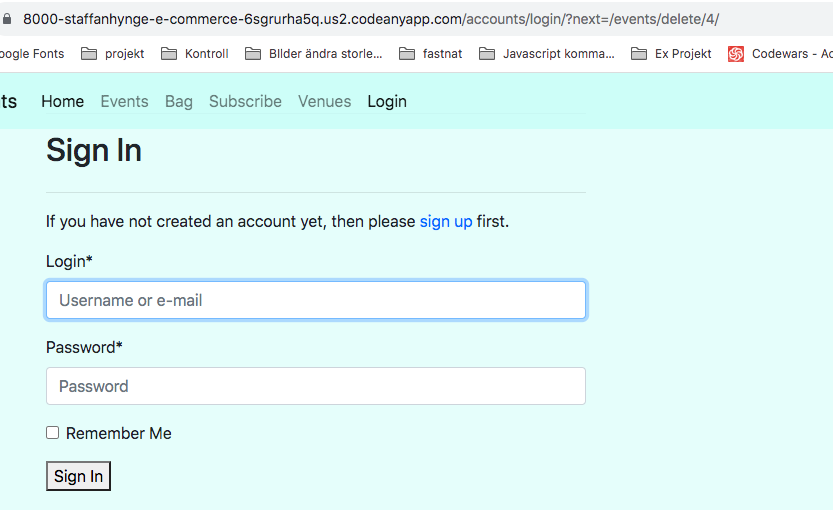 8000-staffanhynge-e-commerce-6sgrurha5q.us2.codeanyapp.com/accounts/login/?next=/events/delete/4/
ogle Fonts projekt Kontroll BIlder ändra storle... fastnat Javascript komma... Ex Projekt Codewars - Ac
ts Home Events Bag Subscribe Venues Login
Sign In
If you have not created an account yet, then please sign up first.
Login*
Username or e-mail
Password*
Password
Remember Me
Sign In